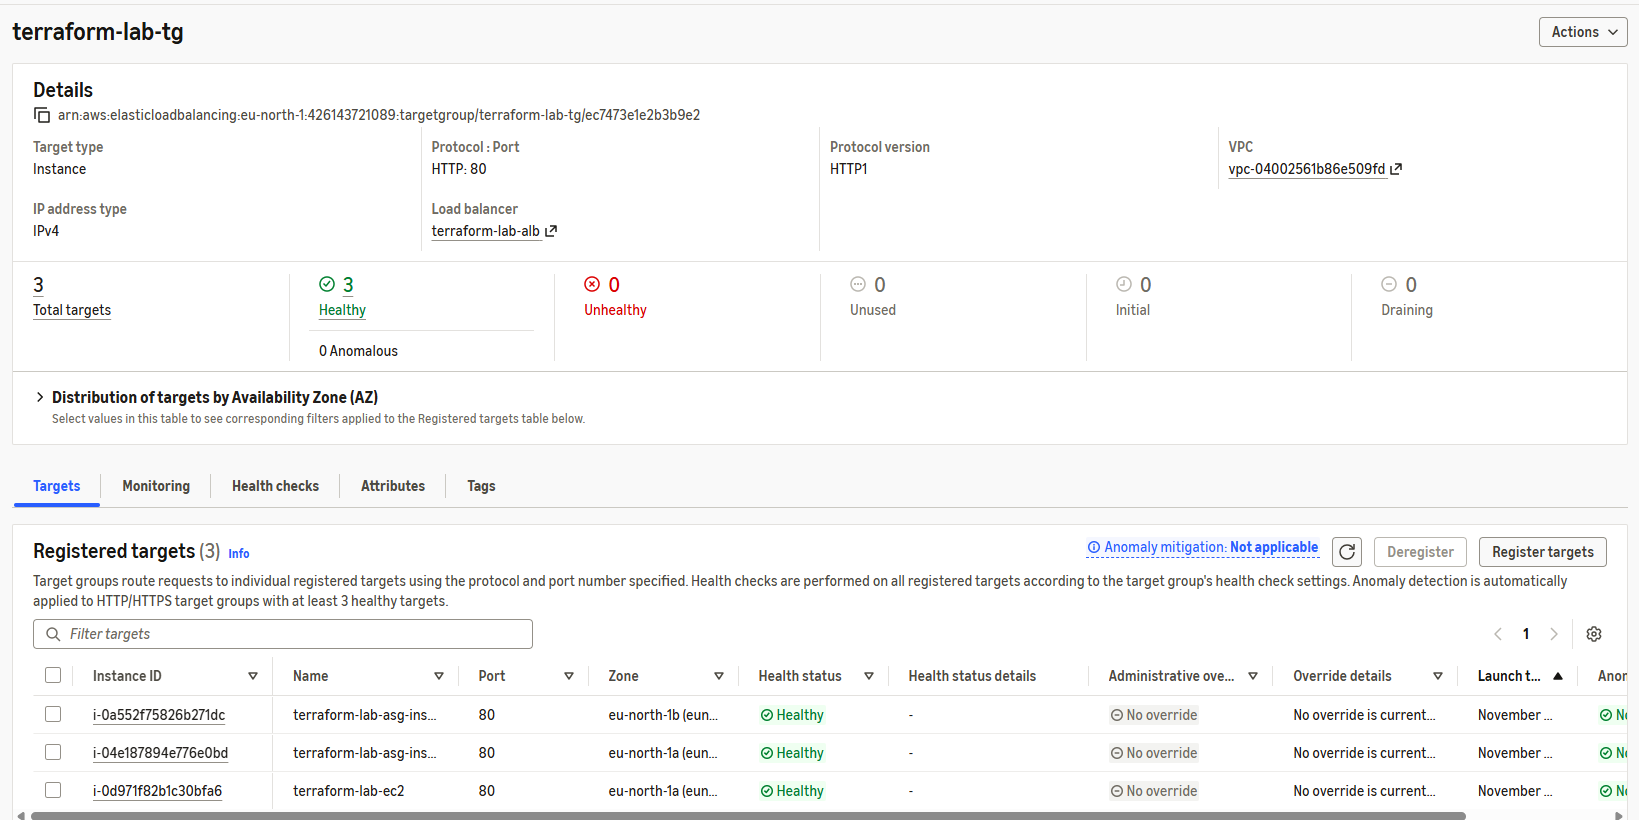 terraform-lab-tg
Actions
Details
arn:aws:elasticloadbalancing:eu-north-1:426143721089:targetgroup/terraform-lab-tg/ec7473e1e2b3b9e2
Target type
Instance
Protocol : Port
HTTP: 80
Protocol version
HTTP1
VPC
vpc-04002561b86e509fd
IP address type
IPv4
Load balancer
terraform-lab-alb
3
Total targets
3
Healthy
0 Anomalous
0
Unhealthy
0
Unused
0
Initial
0
Draining
Distribution of targets by Availability Zone (AZ)
Select values in this table to see corresponding filters applied to the Registered targets table below.
Targets Monitoring Health checks Attributes Tags
Registered targets (3) Info
Anomaly mitigation: Not applicable
Deregister
Register targets
Target groups route requests to individual registered targets using the protocol and port number specified. Health checks are performed on all registered targets according to the target group's health check settings. Anomaly detection is automatically
applied to HTTP/HTTPS target groups with at least 3 healthy targets.
Filter targets
1
Instance ID Name Port Zone Health status Health status details Administrative ove... Override details Launch t... Anor
i-0a552f75826b271dc terraform-lab-asg-ins... 80 eu-north-1b (eun... Healthy - No override No override is current... November ... No
i-04e187894e776e0bd terraform-lab-asg-ins... 80 eu-north-1a (eun... Healthy - No override No override is current... November ... No
i-0d971f82b1c30bfa6 terraform-lab-ec2 80 eu-north-1a (eun... Healthy - No override No override is current... November ... No